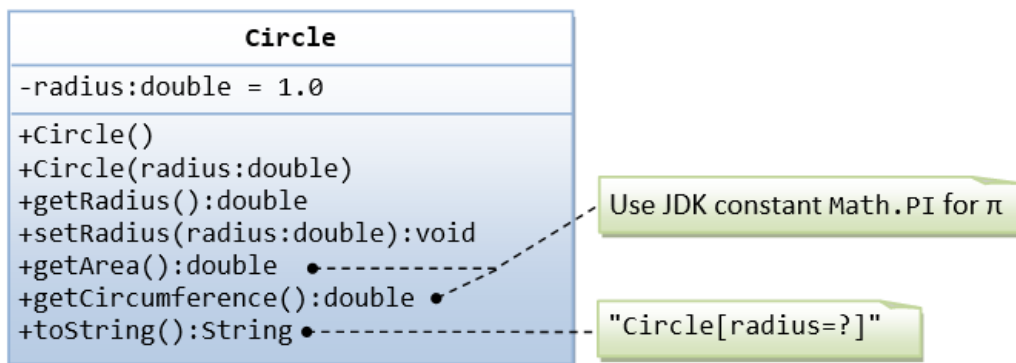 Circle
-radius:double = 1.0
+Circle()
+Circle(radius:double)
+getRadius():double
+setRadius(radius:double):void
+getArea():double
+getCircumference():double
+toString():String
Use JDK constant Math.PI for π
"Circle[radius=?]"